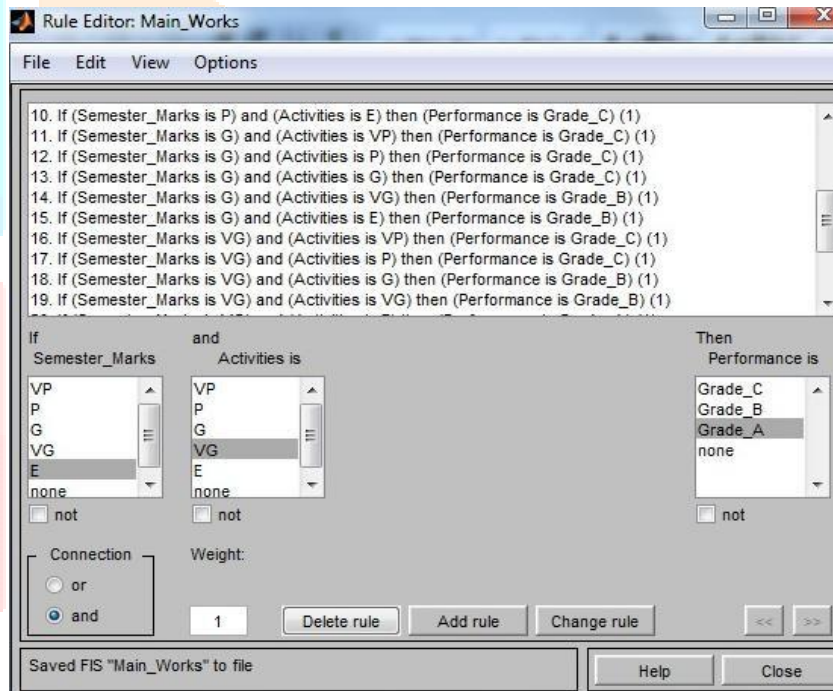 Rule Editor: Main_Works
File Edit View Options
10. If (Semester_Marks is P) and (Activities is E) then (Performance is Grade_C) (1)
11. If (Semester_Marks is G) and (Activities is VP) then (Performance is Grade_C) (1)
12. If (Semester_Marks is G) and (Activities is P) then (Performance is Grade_C) (1)
13. If (Semester_Marks is G) and (Activities is G) then (Performance is Grade_C) (1)
14. If (Semester_Marks is G) and (Activities is VG) then (Performance is Grade_B) (1)
15. If (Semester_Marks is G) and (Activities is E) then (Performance is Grade_B) (1)
16. If (Semester_Marks is VG) and (Activities is VP) then (Performance is Grade_C) (1)
17. If (Semester_Marks is VG) and (Activities is P) then (Performance is Grade_C) (1)
18. If (Semester_Marks is VG) and (Activities is G) then (Performance is Grade_B) (1)
19. If (Semester_Marks is VG) and (Activities is VG) then (Performance is Grade_B) (1)
If and Then
Semester_Marks Activities is Performance is
VP VP Grade_C
P P Grade_B
G G Grade_A
VG VG none
E E
none none
not not not
Connection Weight:
or
and 1 Delete rule Add rule Change rule << >>
Saved FIS "Main_Works" to file Help Close